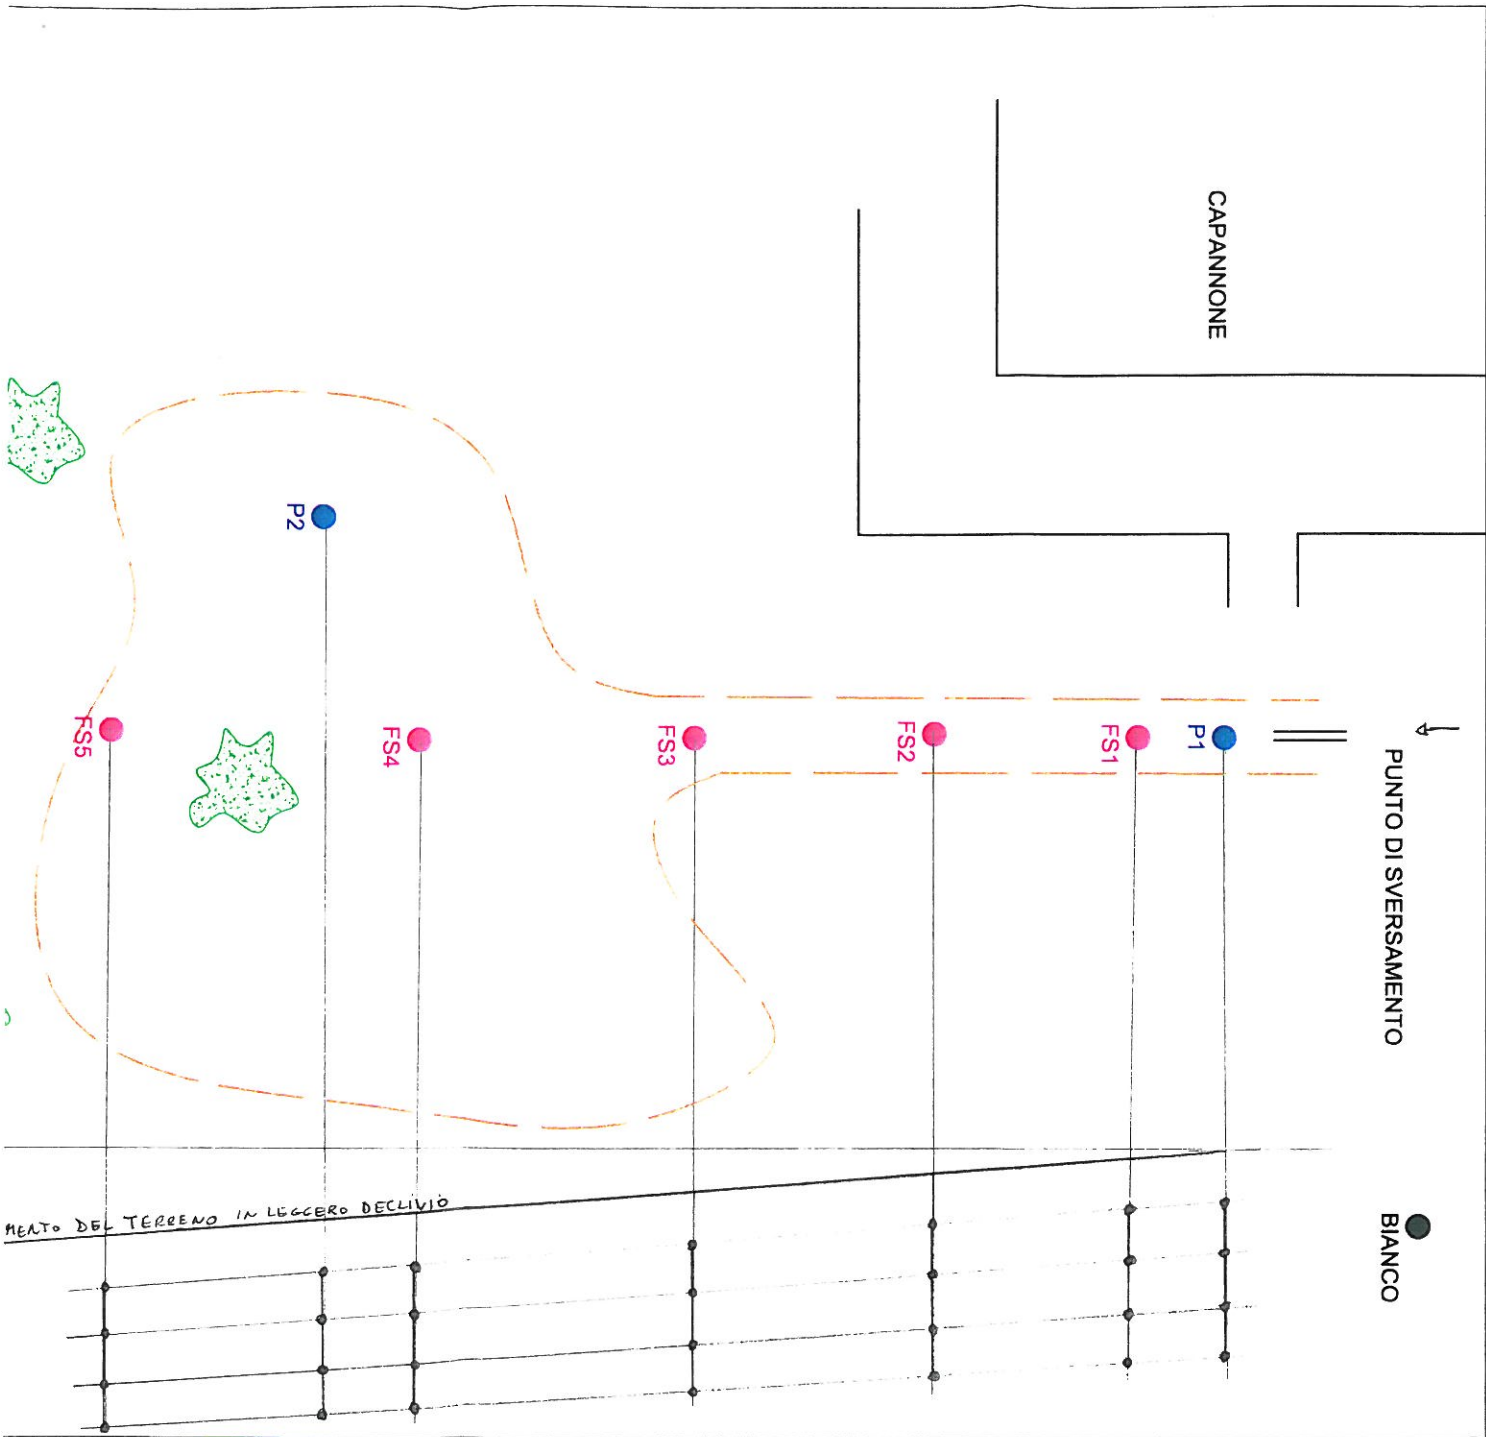 CAPANNONE
PUNTO DI SVERSAMENTO
BIANCO
P1
FS1
FS2
FS3
FS4
P2
FS5
MENTO DEL TERRENO IN LEGGERO DECLIVIO